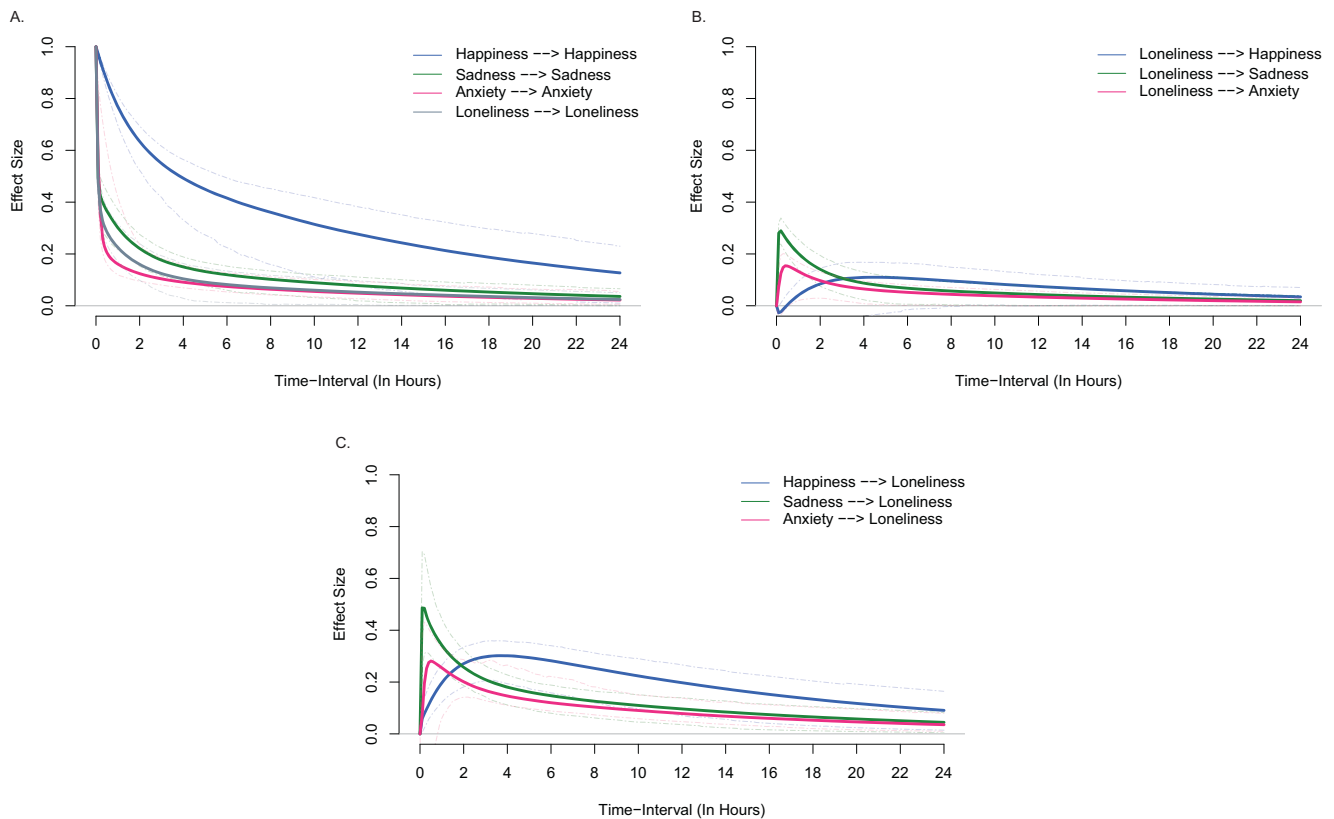 A.
Effect Size
1.0
0.8
0.6
0.4
0.2
0.0
Happiness −−> Happiness
Sadness −−> Sadness
Anxiety −−> Anxiety
Loneliness −−> Loneliness
0 2 4 6 8 10 12 14 16 18 20 22 24
Time−Interval (In Hours)
B.
Effect Size
1.0
0.8
0.6
0.4
0.2
0.0
Loneliness −−> Happiness
Loneliness −−> Sadness
Loneliness −−> Anxiety
0 2 4 6 8 10 12 14 16 18 20 22 24
Time−Interval (In Hours)
C.
Effect Size
1.0
0.8
0.6
0.4
0.2
0.0
Happiness −−> Loneliness
Sadness −−> Loneliness
Anxiety −−> Loneliness
0 2 4 6 8 10 12 14 16 18 20 22 24
Time−Interval (In Hours)